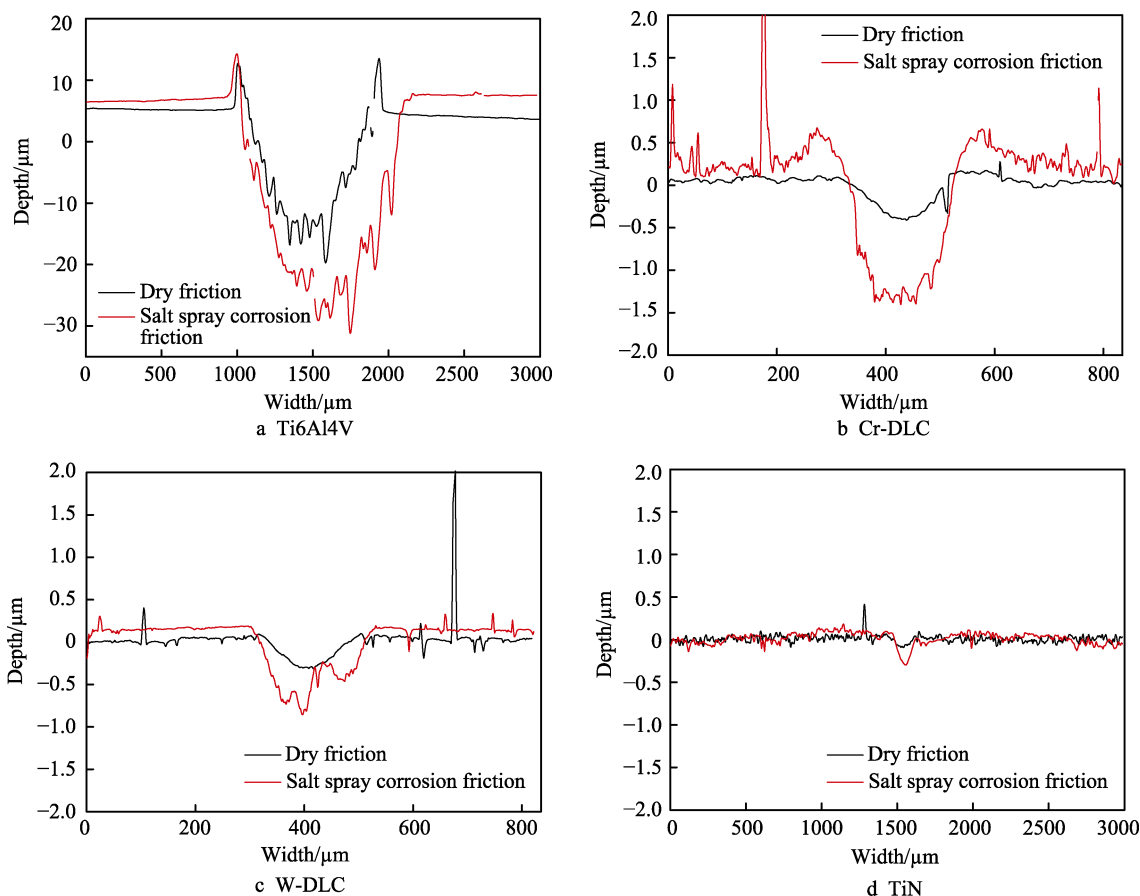 20
10
0
−10
−20
−30
Depth/µm
Dry friction
Salt spray corrosion
friction
0
500
1000
1500
2000
2500
3000
Width/µm
a Ti6Al4V
2.0
1.5
1.0
0.5
0
−0.5
−1.0
−1.5
−2.0
Depth/µm
Dry friction
Salt spray corrosion friction
0
200
400
600
800
Width/µm
b Cr-DLC
2.0
1.5
1.0
0.5
0
−0.5
−1.0
−1.5
−2.0
Depth/µm
Dry friction
Salt spray corrosion friction
0
200
400
600
800
Width/µm
c W-DLC
2.0
1.5
1.0
0.5
0
−0.5
−1.0
−1.5
−2.0
Depth/µm
Dry friction
Salt spray corrosion friction
0
500
1000
1500
2000
2500
3000
Width/µm
d TiN